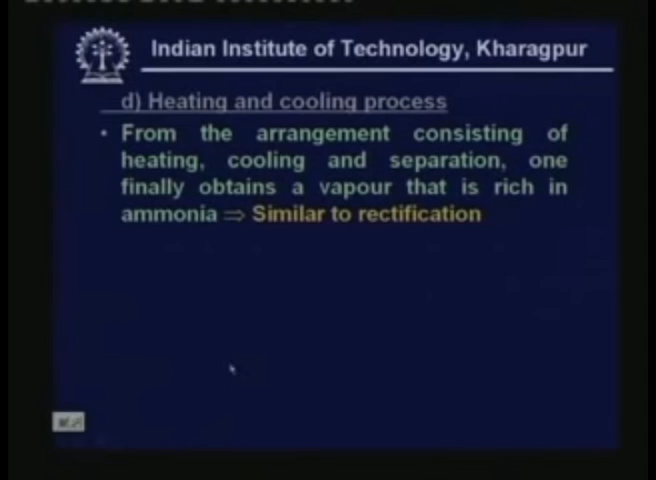 Indian Institute of Technology, Kharagpur
d) Heating and cooling process
• From the arrangement consisting of
heating, cooling and separation, one
finally obtains a vapour that is rich in
ammonia ⇒ Similar to rectification